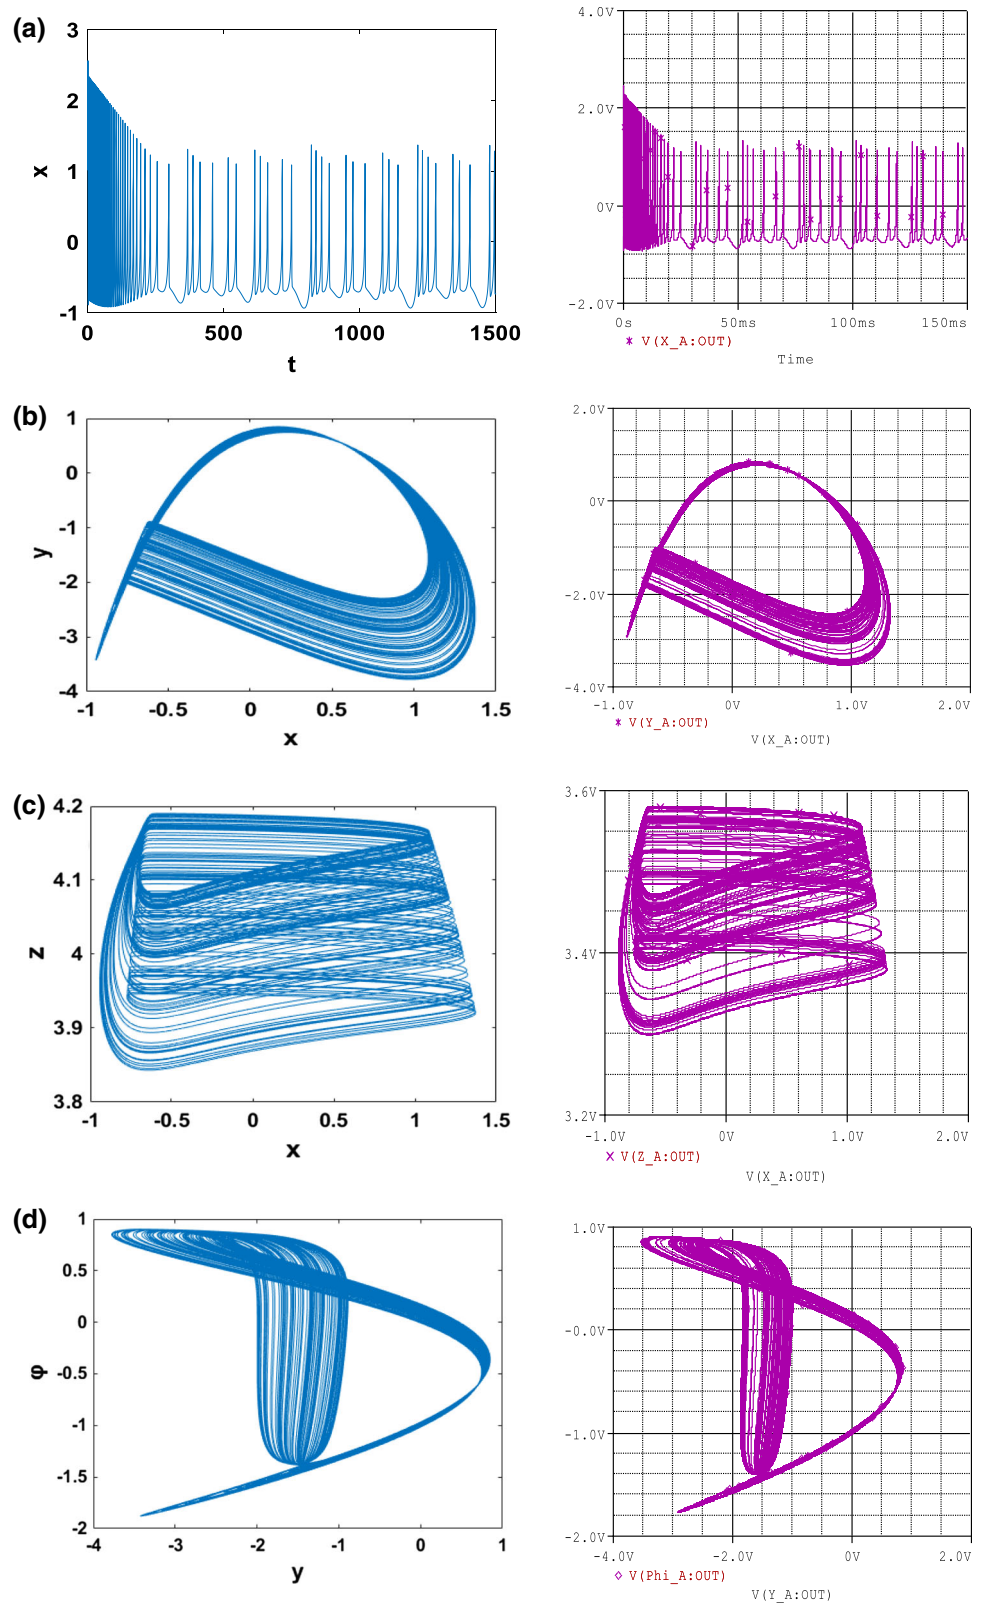 (a)
3
2
1
0
-1
x
0
500
1000
1500
t
4.0V
2.0V
0V
-2.0V
0s
50ms
100ms
150ms
V(X_A:OUT)
Time
(b)
1
0
-1
-2
-3
-4
y
-1
-0.5
0
0.5
1
1.5
x
2.0V
0V
-2.0V
-4.0V
-1.0V
0V
1.0V
2.0V
V(Y_A:OUT)
V(X_A:OUT)
(c)
4.2
4.1
4
3.9
3.8
z
-1
-0.5
0
0.5
1
1.5
x
3.6V
3.4V
3.2V
-1.0V
0V
1.0V
2.0V
V(Z_A:OUT)
V(X_A:OUT)
(d)
1
0.5
0
-0.5
-1
-1.5
-2
φ
-4
-3
-2
-1
0
1
y
1.0V
-0.0V
-1.0V
-2.0V
-4.0V
-2.0V
0V
2.0V
V(Phi_A:OUT)
V(Y_A:OUT)